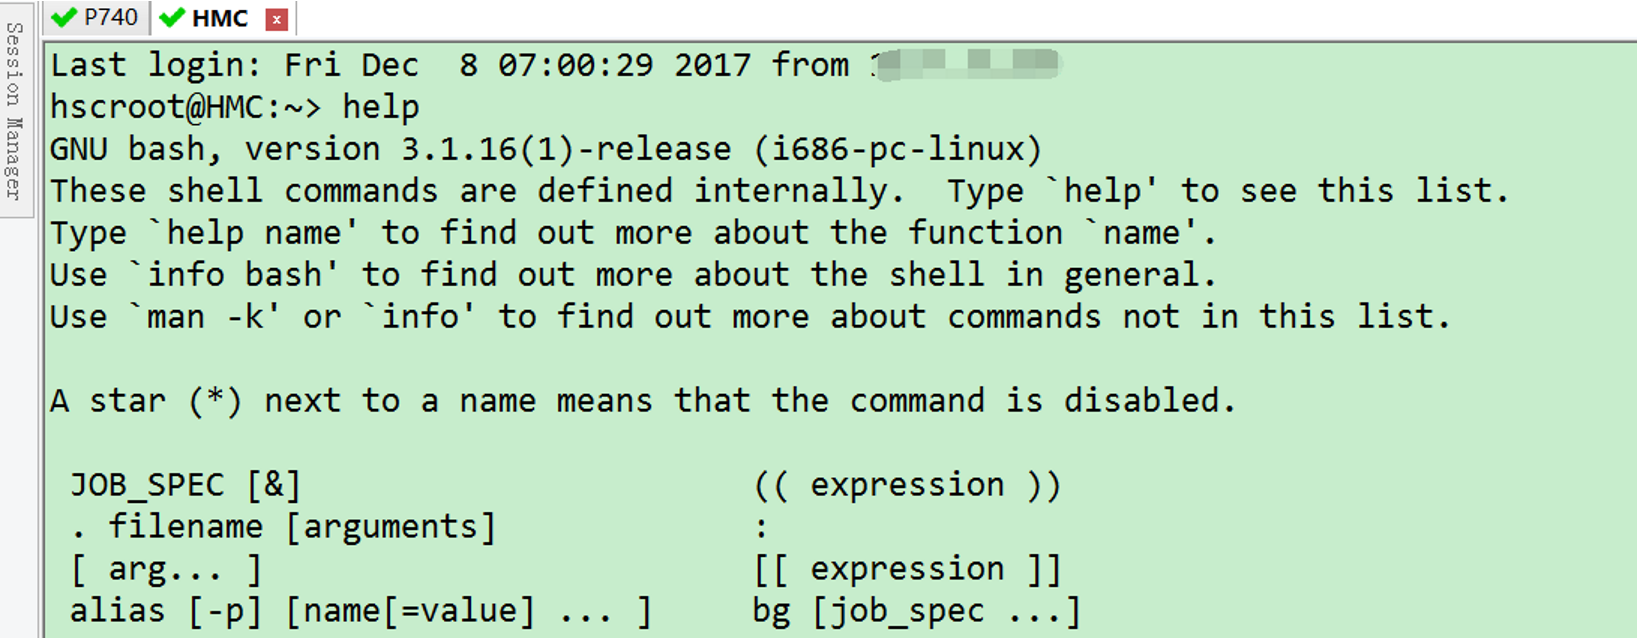 Session Manager
P740 HMC x
Last login: Fri Dec  8 07:00:29 2017 from
hscroot@HMC:~> help
GNU bash, version 3.1.16(1)-release (i686-pc-linux)
These shell commands are defined internally.  Type `help' to see this list.
Type `help name' to find out more about the function `name'.
Use `info bash' to find out more about the shell in general.
Use `man -k' or `info' to find out more about commands not in this list.
A star (*) next to a name means that the command is disabled.
JOB_SPEC [&] (( expression ))
. filename [arguments] :
[ arg... ] [[ expression ]]
alias [-p] [name[=value] ... ] bg [job_spec ...]